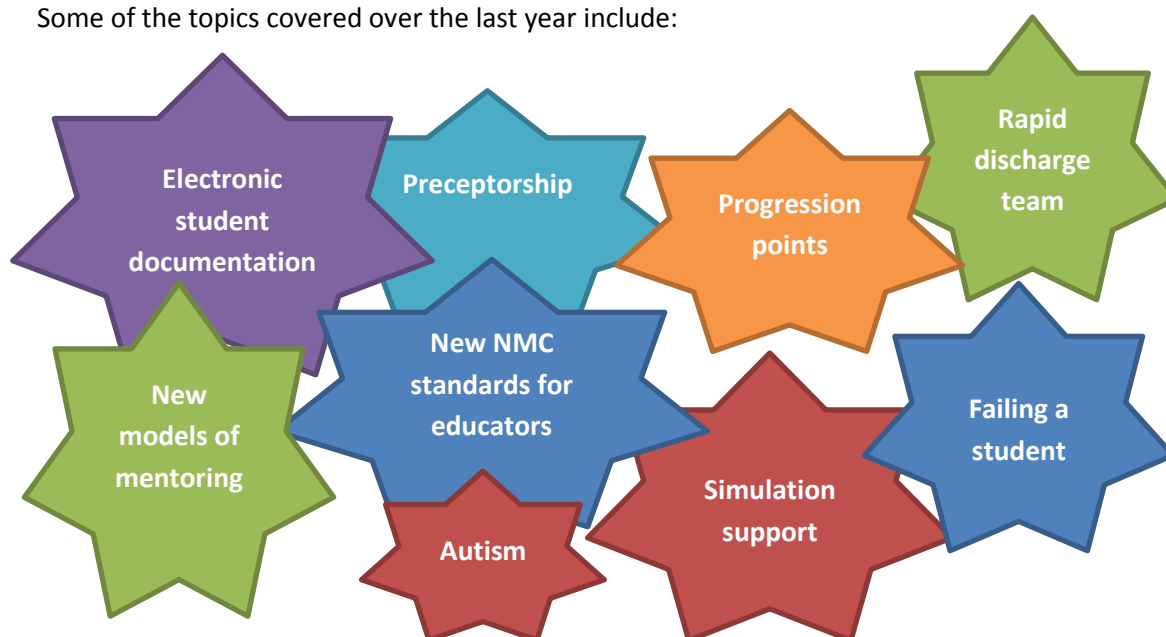 Some of the topics covered over the last year include:
Electronic
student
documentation
Preceptorship
Progression
points
Rapid
discharge
team
New
models of
mentoring
New NMC
standards for
educators
Autism
Simulation
support
Failing a
student